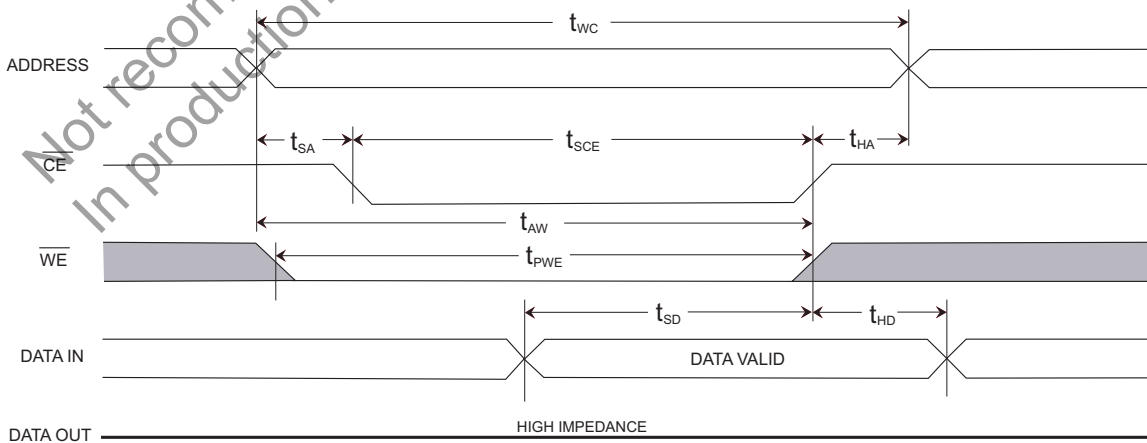 Not recom
In production
tWC
ADDRESS
tSA
tSCE
tHA
CE
tAW
WE
tPWE
tSD
tHD
DATA IN
DATA VALID
HIGH IMPEDANCE
DATA OUT